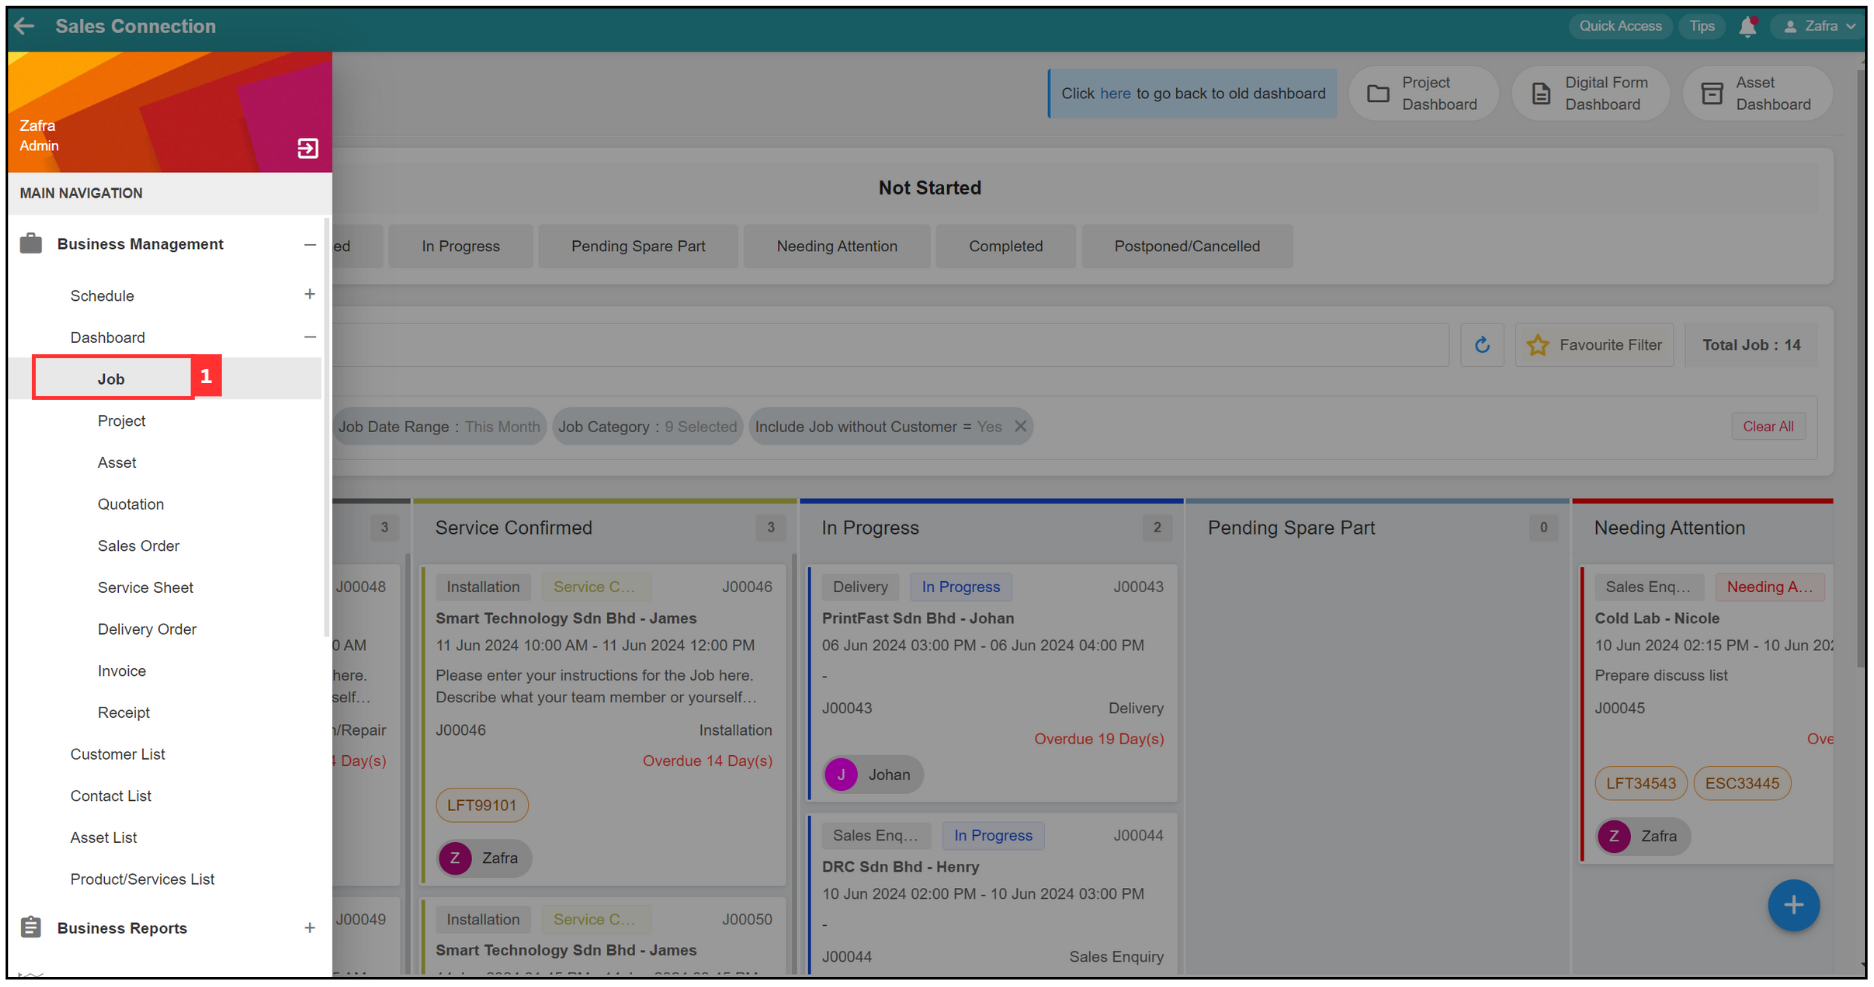 Sales Connection
Quick Access
Tips
Zafra
Zafra
Admin
MAIN NAVIGATION
Business Management
Schedule
Dashboard
Job
1
Project
Asset
Quotation
Sales Order
Service Sheet
Delivery Order
Invoice
Receipt
Customer List
Contact List
Asset List
Product/Services List
Business Reports
Click here to go back to old dashboard
Project
Dashboard
Digital Form
Dashboard
Asset
Dashboard
Not Started
ed
In Progress
Pending Spare Part
Needing Attention
Completed
Postponed/Cancelled
Favourite Filter
Total Job : 14
Job Date Range : This Month
Job Category : 9 Selected
Include Job without Customer = Yes
Clear All
3
J00048
0 AM
here.
self...
/Repair
Day(s)
J00049
Service Confirmed
3
Installation
Service C...
J00046
Smart Technology Sdn Bhd - James
11 Jun 2024 10:00 AM - 11 Jun 2024 12:00 PM
Please enter your instructions for the Job here.
Describe what your team member or yourself...
J00046
Installation
Overdue 14 Day(s)
LFT99101
Z
Zafra
Installation
Service C...
J00050
Smart Technology Sdn Bhd - James
In Progress
2
Delivery
In Progress
J00043
PrintFast Sdn Bhd - Johan
06 Jun 2024 03:00 PM - 06 Jun 2024 04:00 PM
-
J00043
Delivery
Overdue 19 Day(s)
J
Johan
Sales Enq...
In Progress
J00044
DRC Sdn Bhd - Henry
10 Jun 2024 02:00 PM - 10 Jun 2024 03:00 PM
-
J00044
Sales Enquiry
Pending Spare Part
0
Needing Attention
Sales Enq...
Needing A...
Cold Lab - Nicole
10 Jun 2024 02:15 PM - 10 Jun 202
Prepare discuss list
J00045
Ove
LFT34543
ESC33445
Z
Zafra